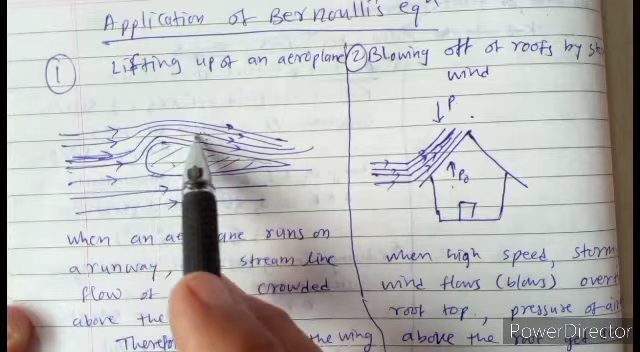 Application of Bernoulli's eqn
① Lifting up of an aeroplane
② Blowing off of roofs by
wind
P.
P0
when an ane runs on
a runway, stream line
flow of crowded
above the
the wing
when high speed, storm
wind flows (blows) over
roof top., pressure of air
above the roof get
PowerDirector